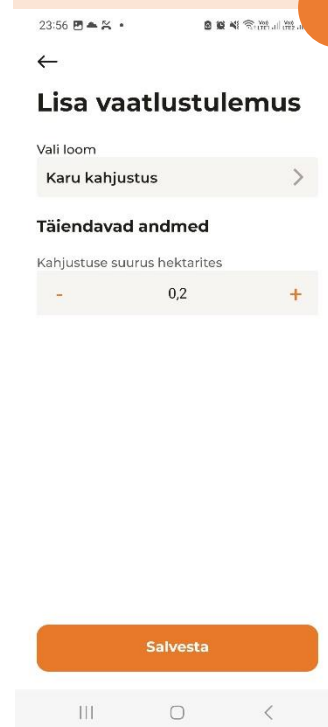 23:56
Lisa vaatlustulemus
Vali loom
Karu kahjustus
Täiendavad andmed
Kahjustuse suurus hektarites
- 0,2 +
Salvesta